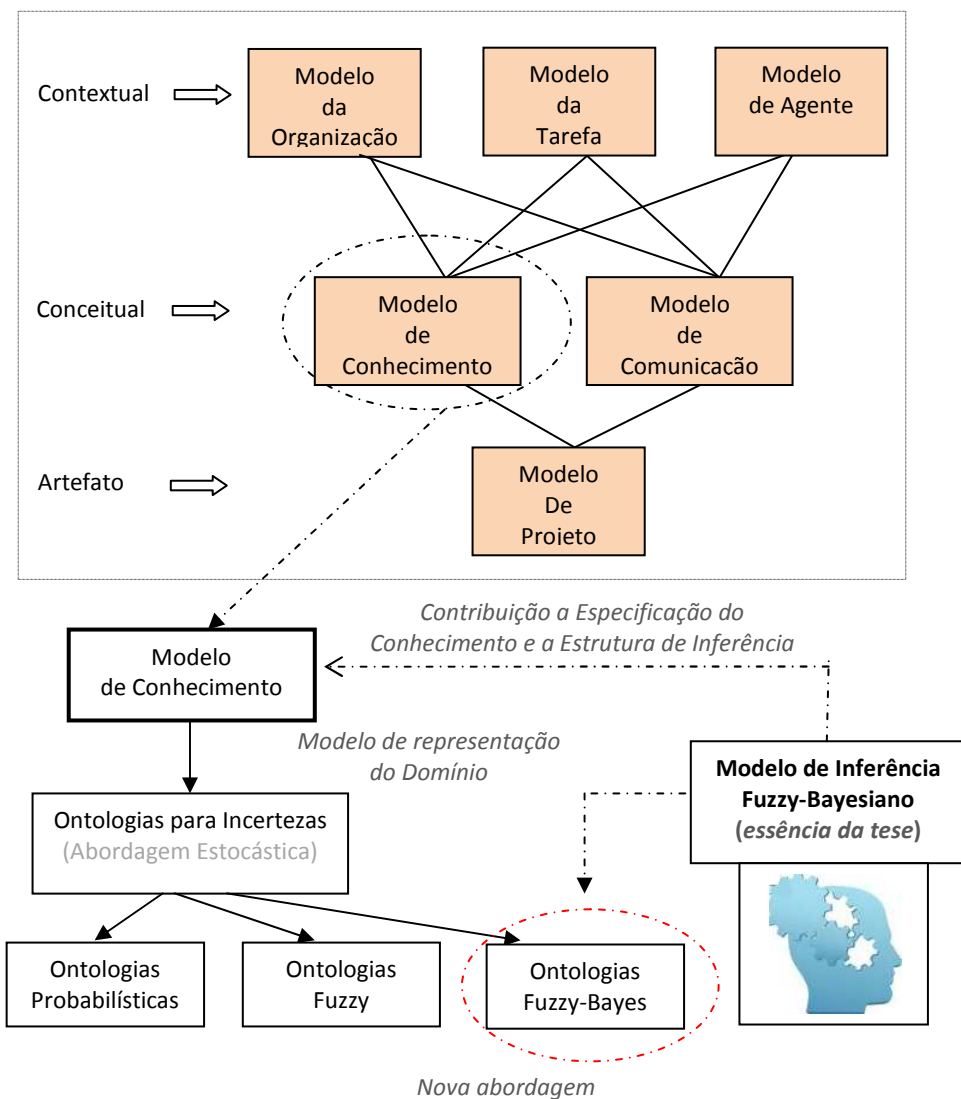 Contextual
Modelo
da
Organização
Modelo
da
Tarefa
Modelo
de Agente
Conceitual
Modelo
de
Conhecimento
Modelo
de
Comunicação
Artefato
Modelo
De
Projeto
Contribuição a Especificação do
Conhecimento e a Estrutura de Inferência
Modelo
de Conhecimento
Modelo de representação
do Domínio
Modelo de Inferência
Fuzzy-Bayesiano
(essência da tese)
Ontologias para Incertezas
(Abordagem Estocástica)
Ontologias
Probabilísticas
Ontologias
Fuzzy
Ontologias
Fuzzy-Bayes
Nova abordagem